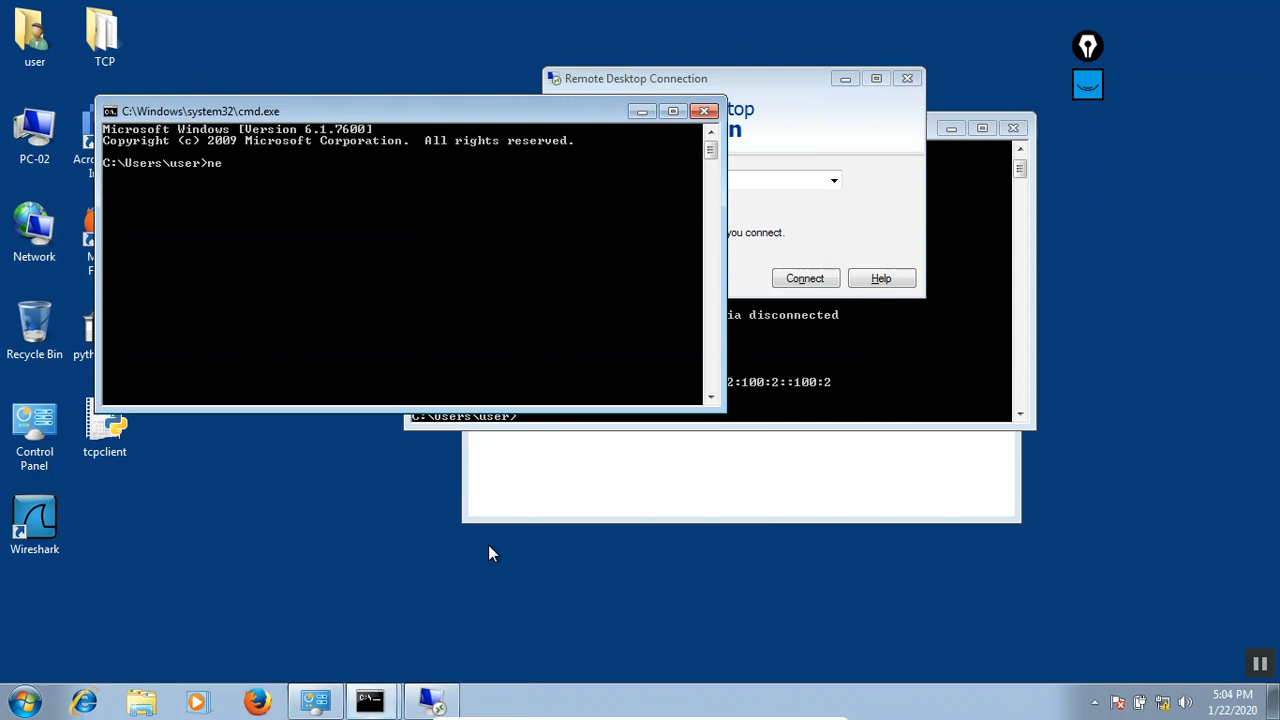 user
TCP
PC-02
Network
Recycle Bin
pyth
Control
Panel
tcpclient
Wireshark
Remote Desktop Connection
top
n
you connect.
Connect
Help
C:\Windows\system32\cmd.exe
Microsoft Windows [Version 6.1.7600]
Copyright (c) 2009 Microsoft Corporation.  All rights reserved.
C:\Users\user>ne
ia disconnected
2:100:2::100:2
C:\Users\user>
5:04 PM
1/22/2020